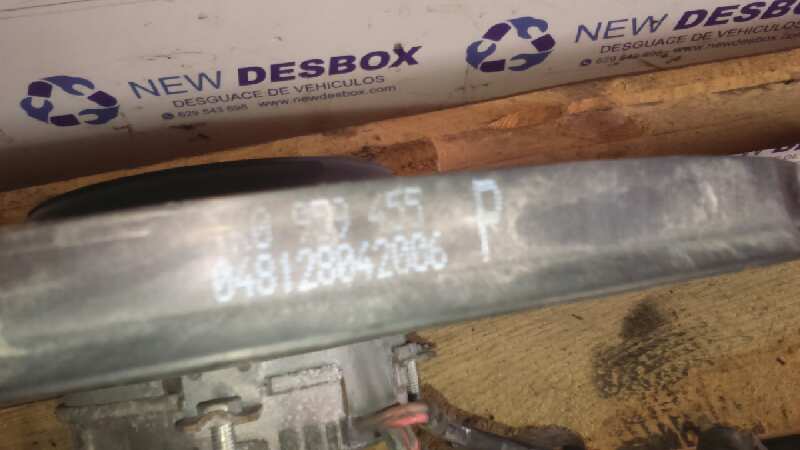 NEW DESBOX
DESGUACE DE VEHICULOS
629 543 698 www.newdesbox.com
NEW DESBOX
DESGUACE DE VEHICULOS
455
P
048128042006